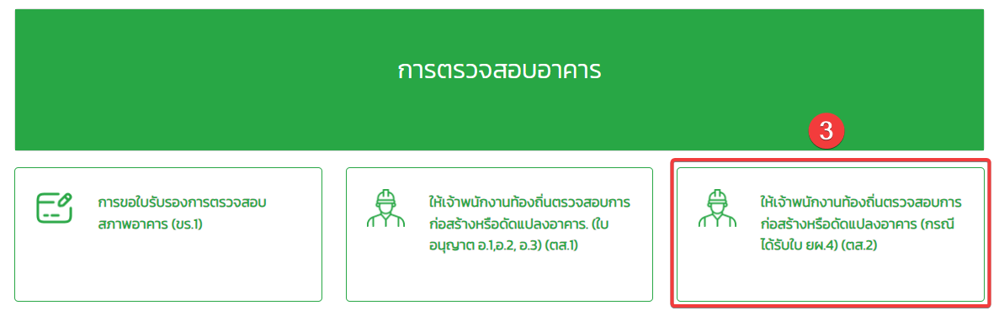 การตรวจสอบอาคาร
3
การขอใบรับรองการตรวจสอบ
สภาพอาคาร (ขร.1)
ให้เจ้าพนักงานท้องถิ่นตรวจสอบการ
ก่อสร้างหรือดัดแปลงอาคาร. (ใบ
อนุญาต อ.1,อ.2, อ.3) (ตส.1)
ให้เจ้าพนักงานท้องถิ่นตรวจสอบการ
ก่อสร้างหรือดัดแปลงอาคาร (กรณี
ได้รับใบ ยผ.4) (ตส.2)